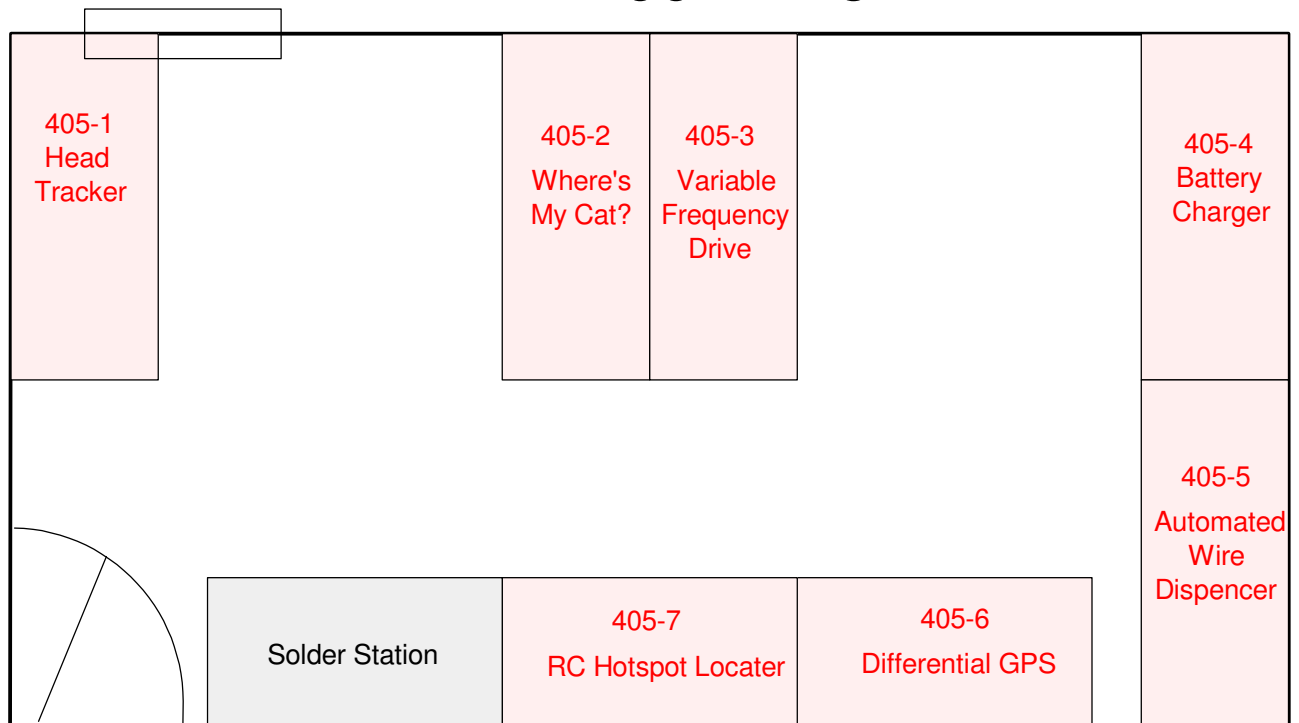 405-1
Head
Tracker
405-2
Where's
My Cat?
405-3
Variable
Frequency
Drive
405-4
Battery
Charger
405-5
Automated
Wire
Dispencer
Solder Station
405-7
RC Hotspot Locater
405-6
Differential GPS